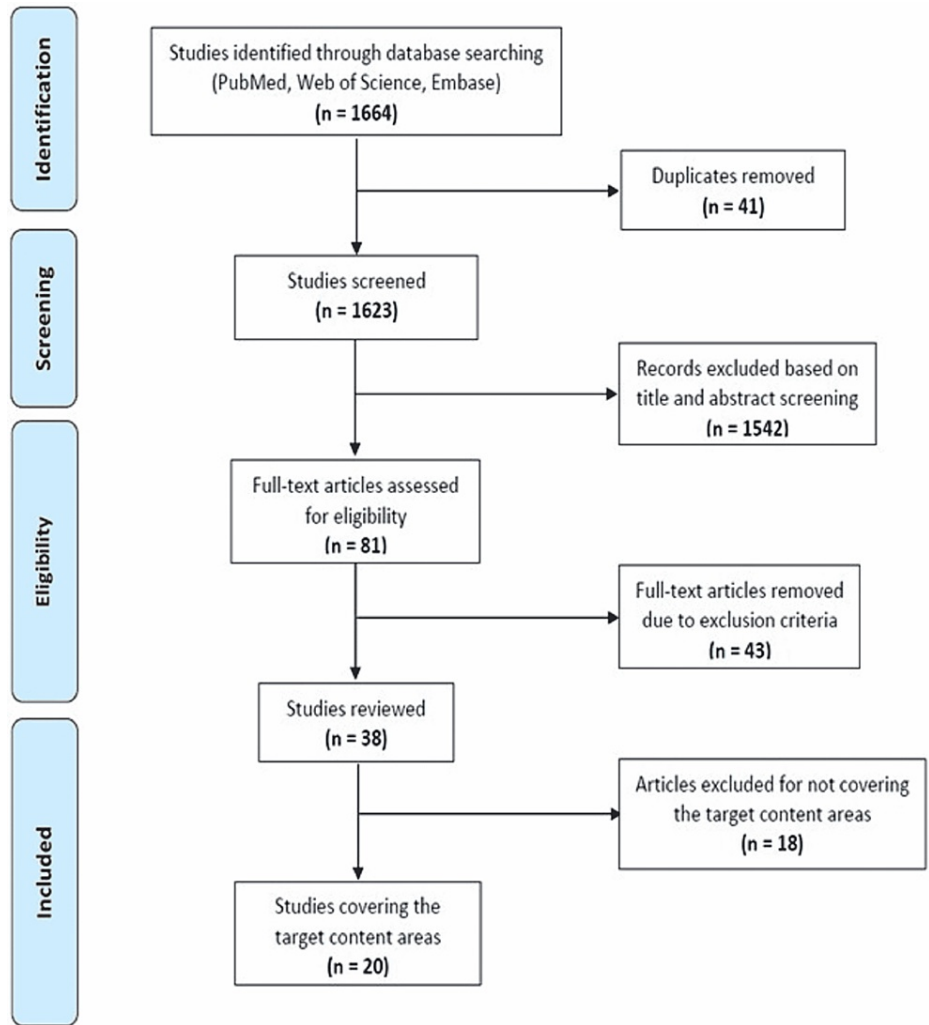 Identification
Studies identified through database searching
(PubMed, Web of Science, Embase)
(n = 1664)
Duplicates removed
(n = 41)
Screening
Studies screened
(n = 1623)
Records excluded based on
title and abstract screening
(n = 1542)
Eligibility
Full-text articles assessed
for eligibility
(n = 81)
Full-text articles removed
due to exclusion criteria
(n = 43)
Studies reviewed
(n = 38)
Included
Articles excluded for not covering
the target content areas
(n = 18)
Studies covering the
target content areas
(n = 20)